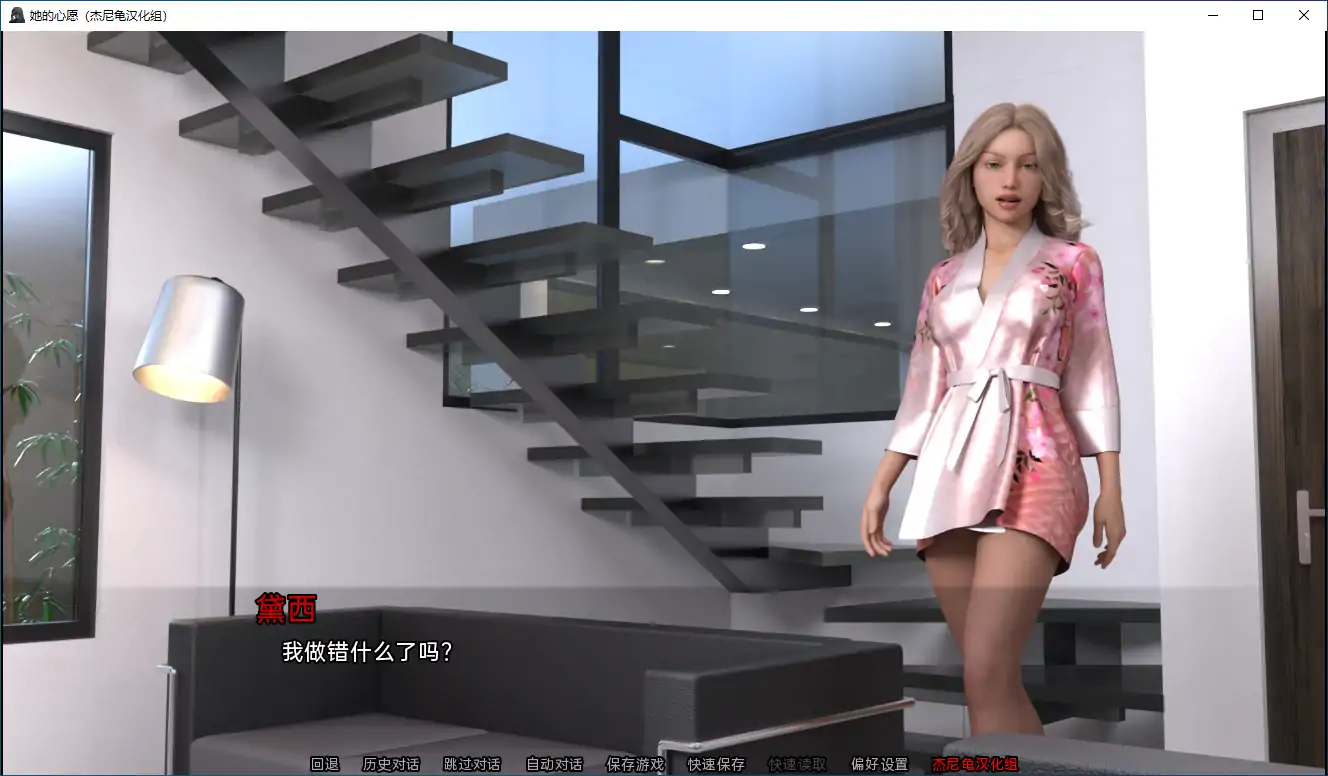 她的心愿（杰尼龟汉化组）
黛西
我做错什么了吗？
回退 历史对话 跳过对话 自动对话 保存游戏 快速保存 快速读取 偏好设置 杰尼龟汉化组